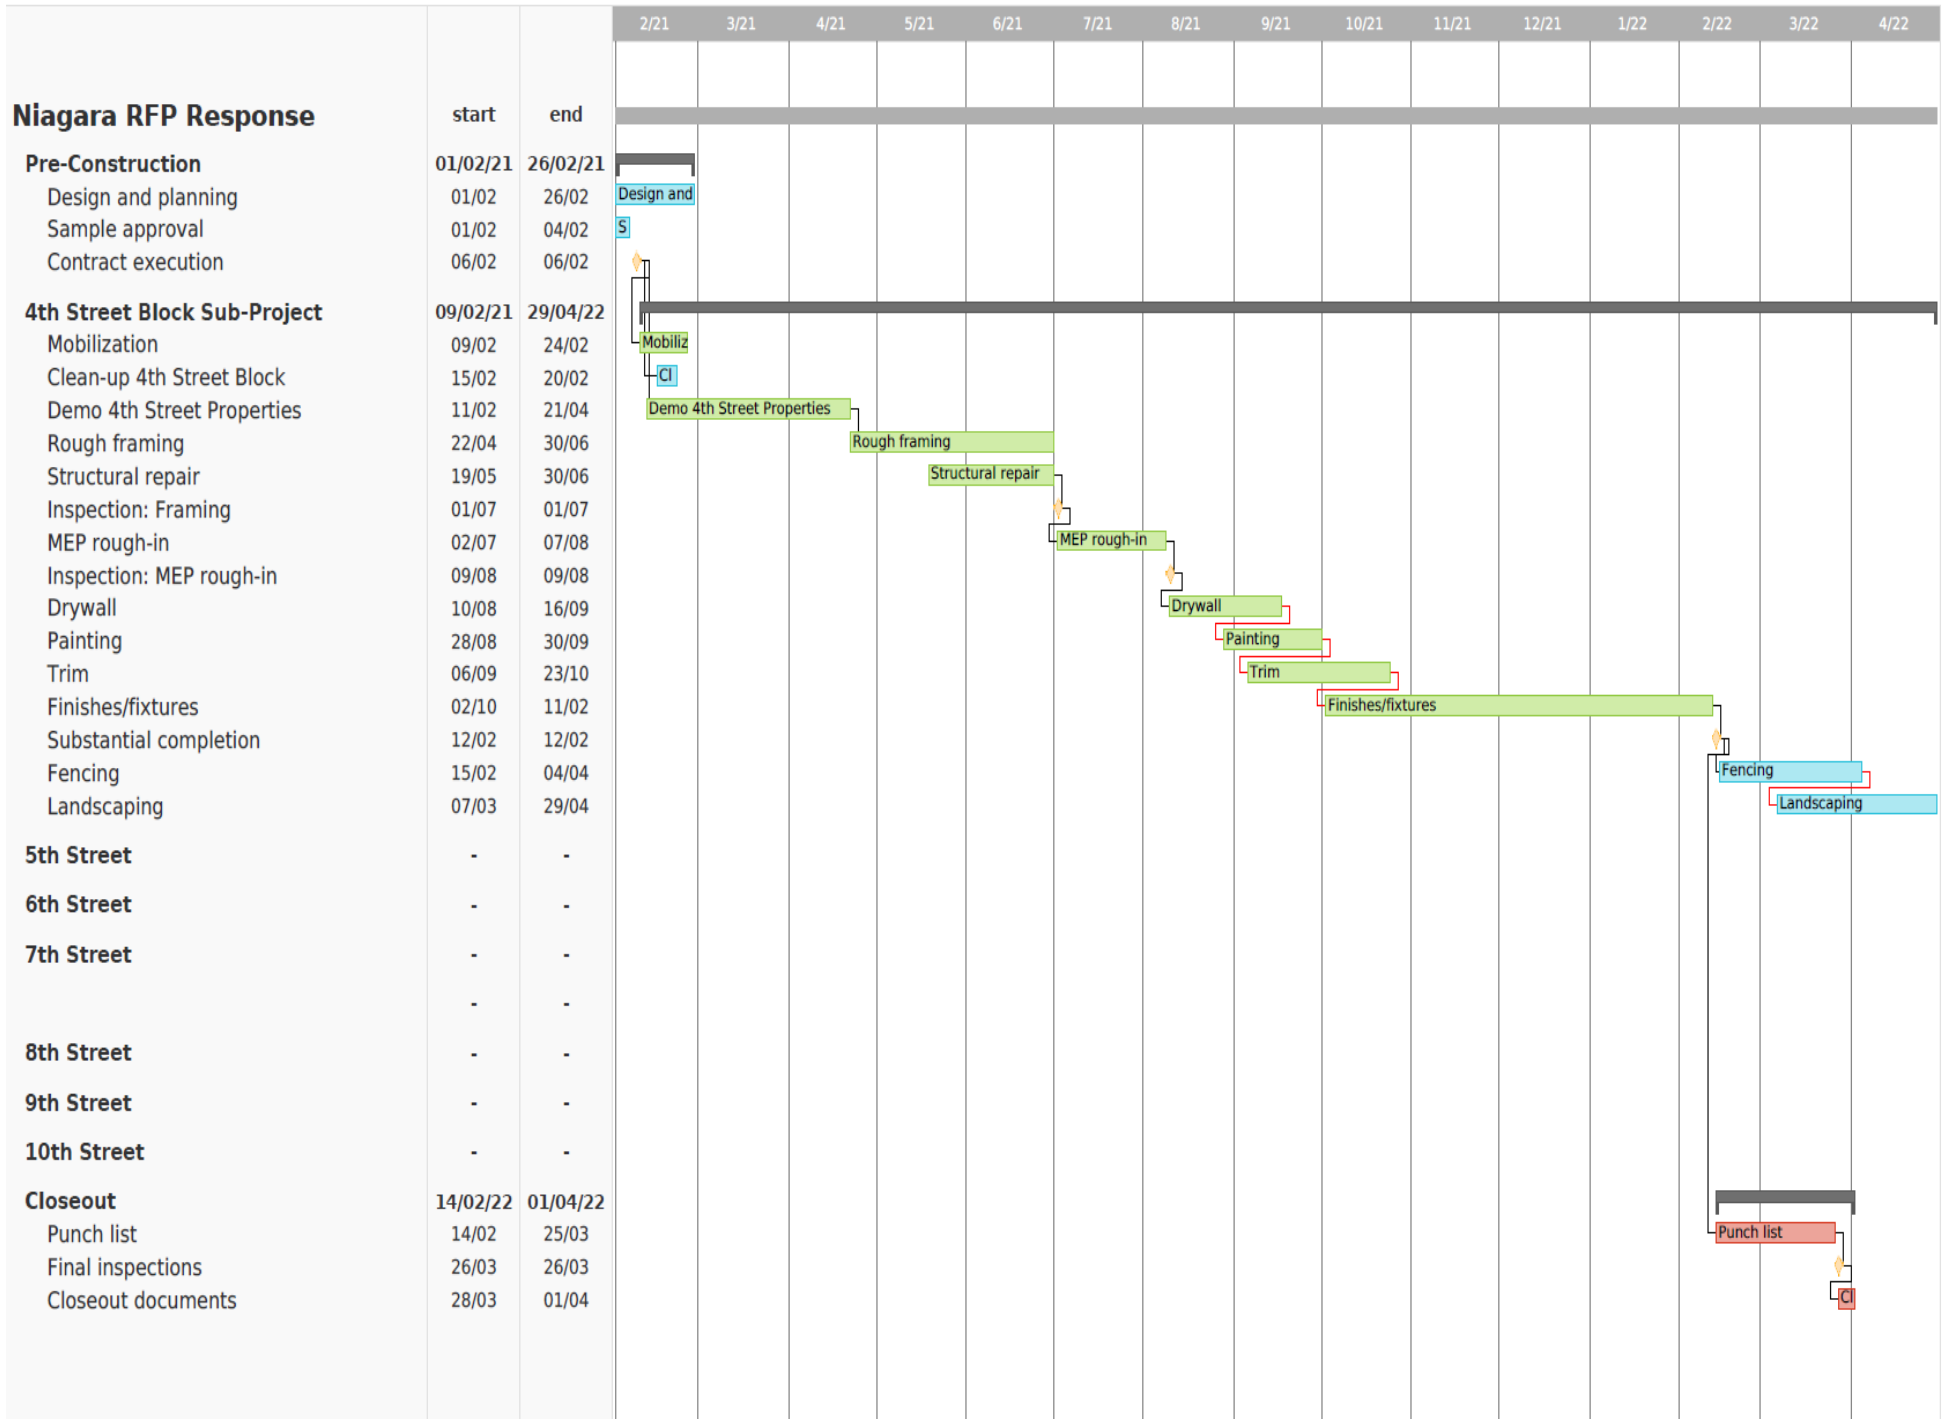 2/21 3/21 4/21 5/21 6/21 7/21 8/21 9/21 10/21 11/21 12/21 1/22 2/22 3/22 4/22
Niagara RFP Response start end
Pre-Construction 01/02/21 26/02/21
Design and planning 01/02 26/02 Design and
Sample approval 01/02 04/02 S
Contract execution 06/02 06/02
4th Street Block Sub-Project 09/02/21 29/04/22
Mobilization 09/02 24/02 Mobiliz
Clean-up 4th Street Block 15/02 20/02 Cl
Demo 4th Street Properties 11/02 21/04 Demo 4th Street Properties
Rough framing 22/04 30/06 Rough framing
Structural repair 19/05 30/06 Structural repair
Inspection: Framing 01/07 01/07
MEP rough-in 02/07 07/08 MEP rough-in
Inspection: MEP rough-in 09/08 09/08
Drywall 10/08 16/09 Drywall
Painting 28/08 30/09 Painting
Trim 06/09 23/10 Trim
Finishes/fixtures 02/10 11/02 Finishes/fixtures
Substantial completion 12/02 12/02
Fencing 15/02 04/04 Fencing
Landscaping 07/03 29/04 Landscaping
5th Street - -
6th Street - -
7th Street - -
- -
8th Street - -
9th Street - -
10th Street - -
Closeout 14/02/22 01/04/22
Punch list 14/02 25/03 Punch list
Final inspections 26/03 26/03
Closeout documents 28/03 01/04 Cl